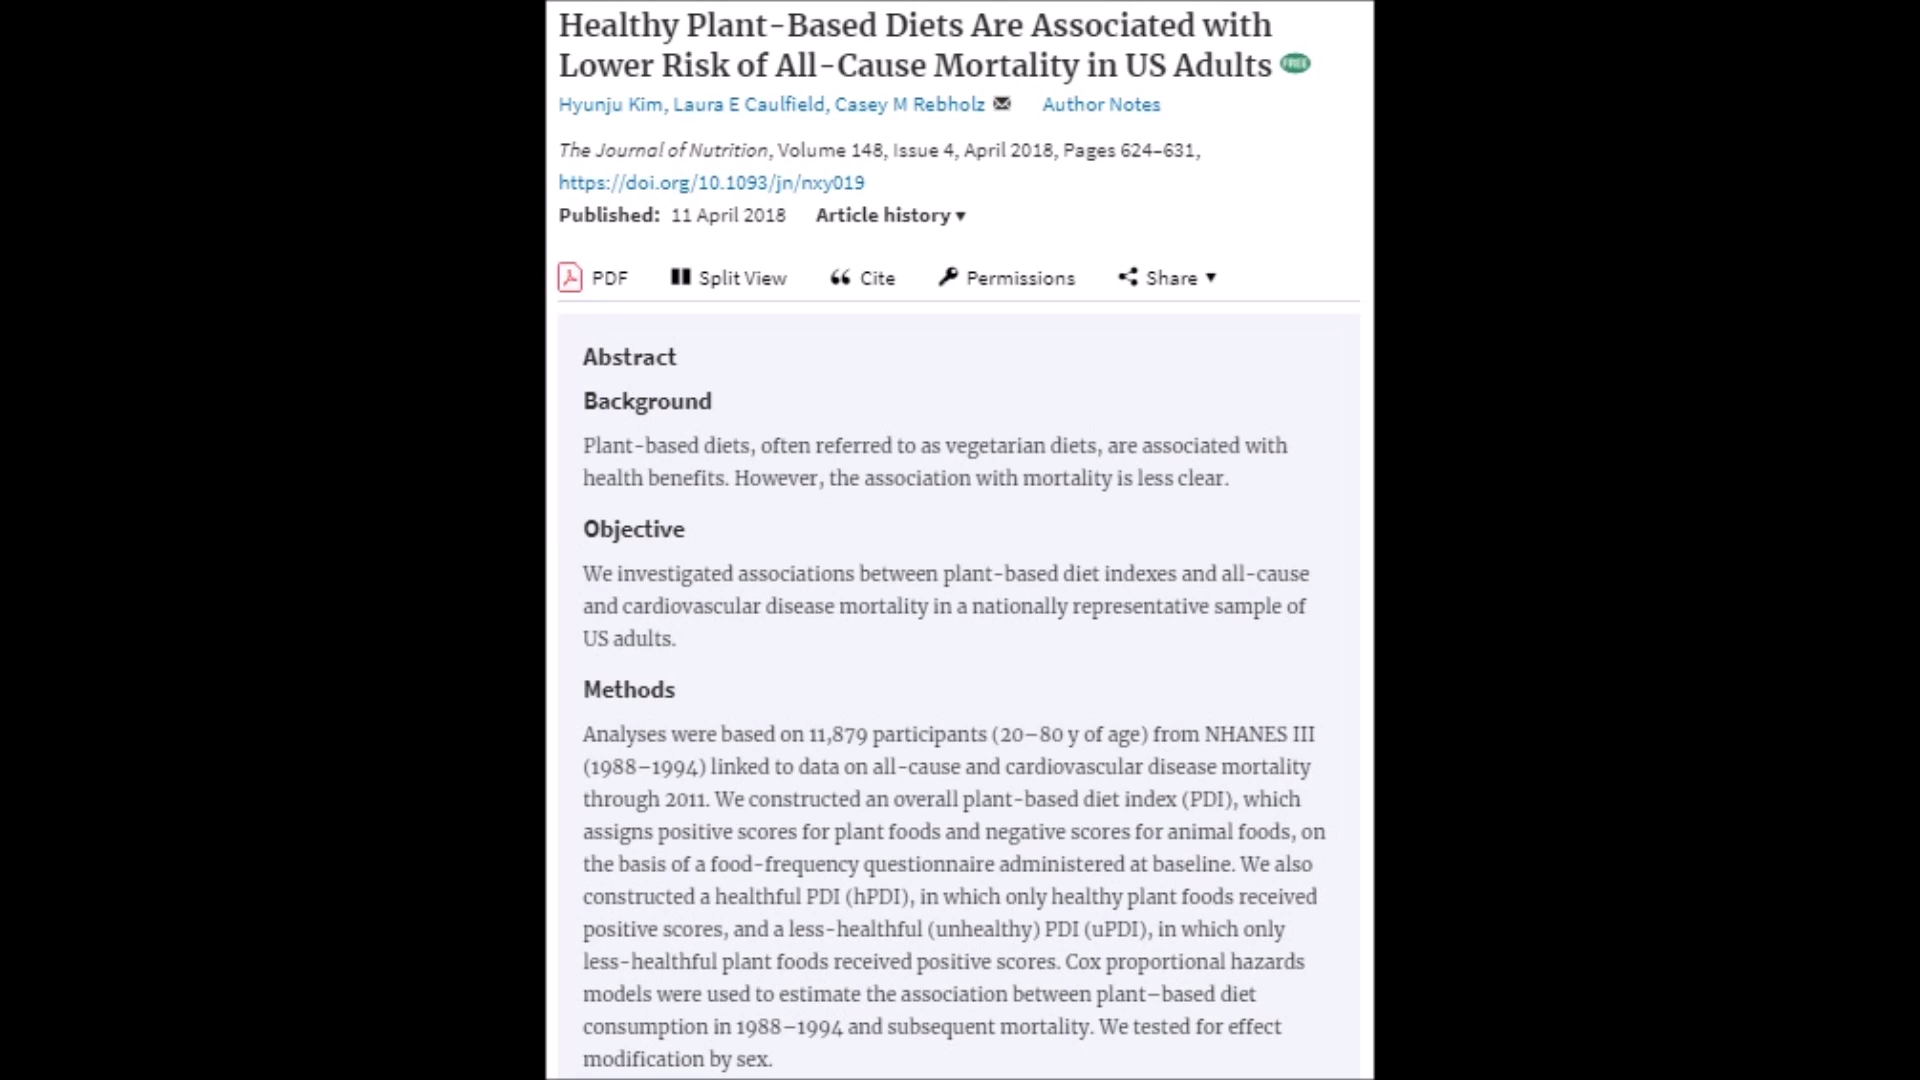 Healthy Plant-Based Diets Are Associated with
Lower Risk of All-Cause Mortality in US Adults FREE
Hyunju Kim, Laura E Caulfield, Casey M Rebholz Author Notes
The Journal of Nutrition, Volume 148, Issue 4, April 2018, Pages 624–631,
https://doi.org/10.1093/jn/nxy019
Published: 11 April 2018 Article history ▾
PDF Split View Cite Permissions Share ▾
Abstract
Background
Plant-based diets, often referred to as vegetarian diets, are associated with
health benefits. However, the association with mortality is less clear.
Objective
We investigated associations between plant-based diet indexes and all-cause
and cardiovascular disease mortality in a nationally representative sample of
US adults.
Methods
Analyses were based on 11,879 participants (20–80 y of age) from NHANES III
(1988–1994) linked to data on all-cause and cardiovascular disease mortality
through 2011. We constructed an overall plant-based diet index (PDI), which
assigns positive scores for plant foods and negative scores for animal foods, on
the basis of a food-frequency questionnaire administered at baseline. We also
constructed a healthful PDI (hPDI), in which only healthy plant foods received
positive scores, and a less-healthful (unhealthy) PDI (uPDI), in which only
less-healthful plant foods received positive scores. Cox proportional hazards
models were used to estimate the association between plant–based diet
consumption in 1988–1994 and subsequent mortality. We tested for effect
modification by sex.